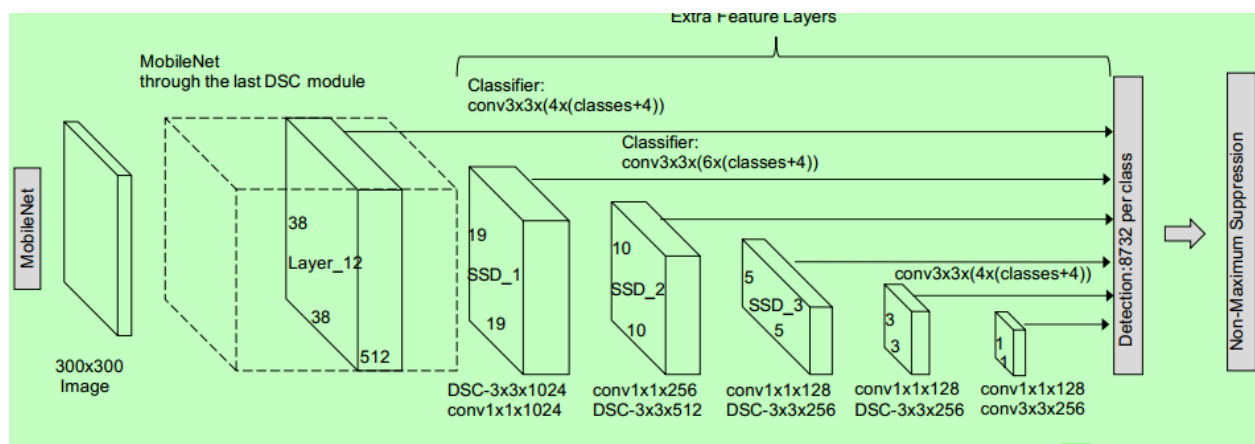 Extra Feature Layers
MobileNet
through the last DSC module
Classifier:
conv3x3x(4x(classes+4))
Classifier:
conv3x3x(6x(classes+4))
MobileNet
38
Layer_12
38
512
19
SSD_1
19
10
SSD_2
10
5
SSD_3
5
conv3x3x(4x(classes+4))
3
3
1
1
Detection:8732 per class
Non-Maximum Suppression
300x300
Image
DSC-3x3x1024
conv1x1x1024
conv1x1x256
DSC-3x3x512
conv1x1x128
DSC-3x3x256
conv1x1x128
DSC-3x3x256
conv1x1x128
conv3x3x256